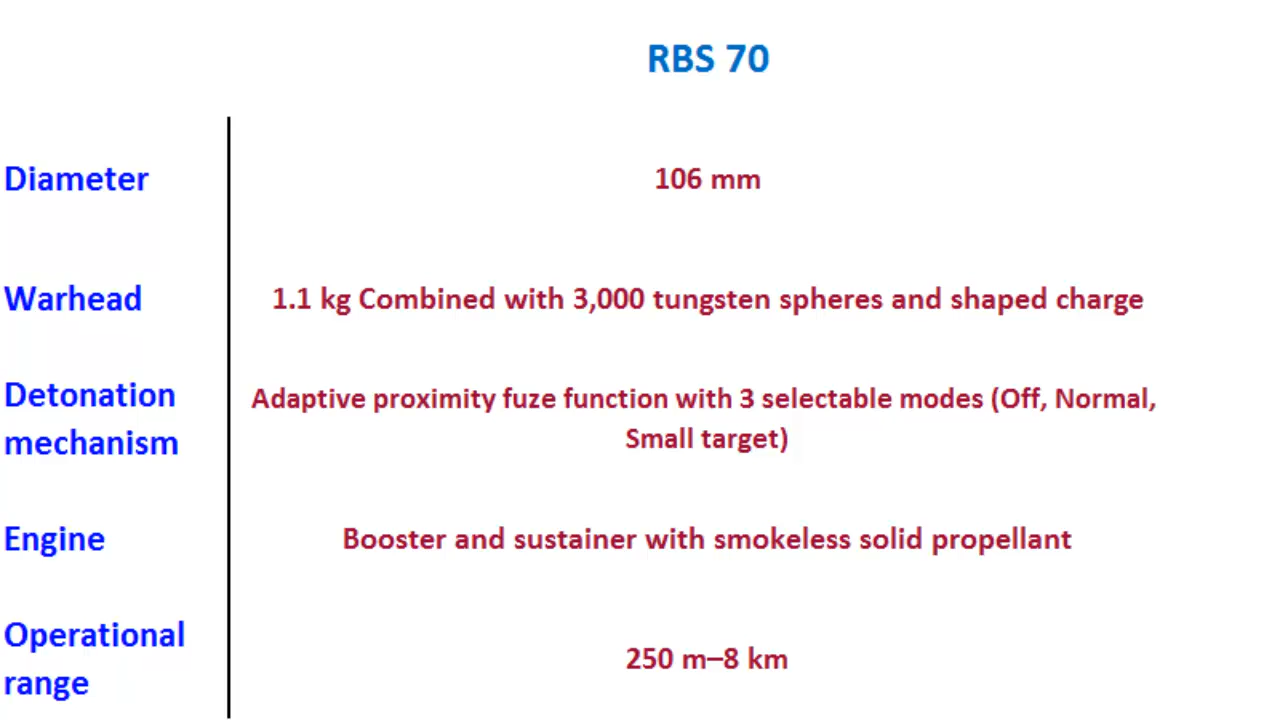 RBS 70
Diameter
106 mm
Warhead
1.1 kg Combined with 3,000 tungsten spheres and shaped charge
Detonation
mechanism
Adaptive proximity fuze function with 3 selectable modes (Off, Normal,
Small target)
Engine
Booster and sustainer with smokeless solid propellant
Operational
range
250 m–8 km